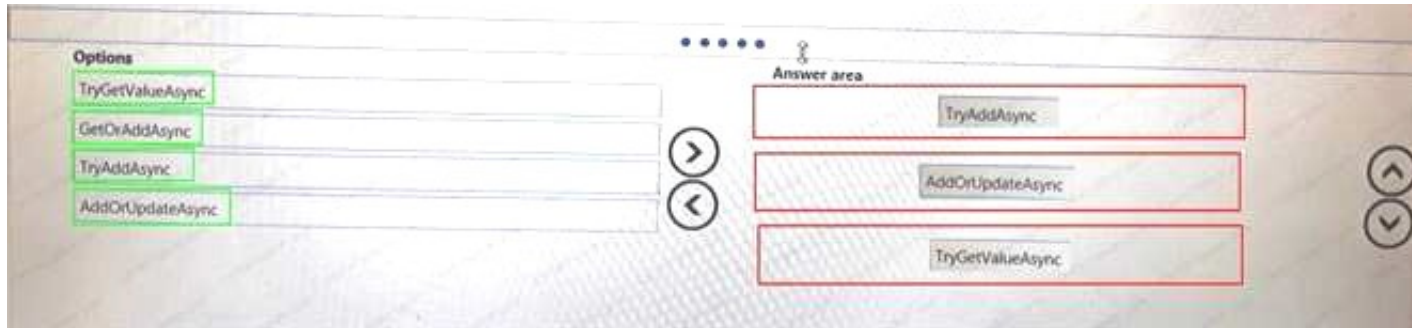 Options
TryGetValueAsync
GetOrAddAsync
TryAddAsync
AddOrUpdateAsync
Answer area
TryAddAsync
AddOrUpdateAsync
TryGetValueAsync